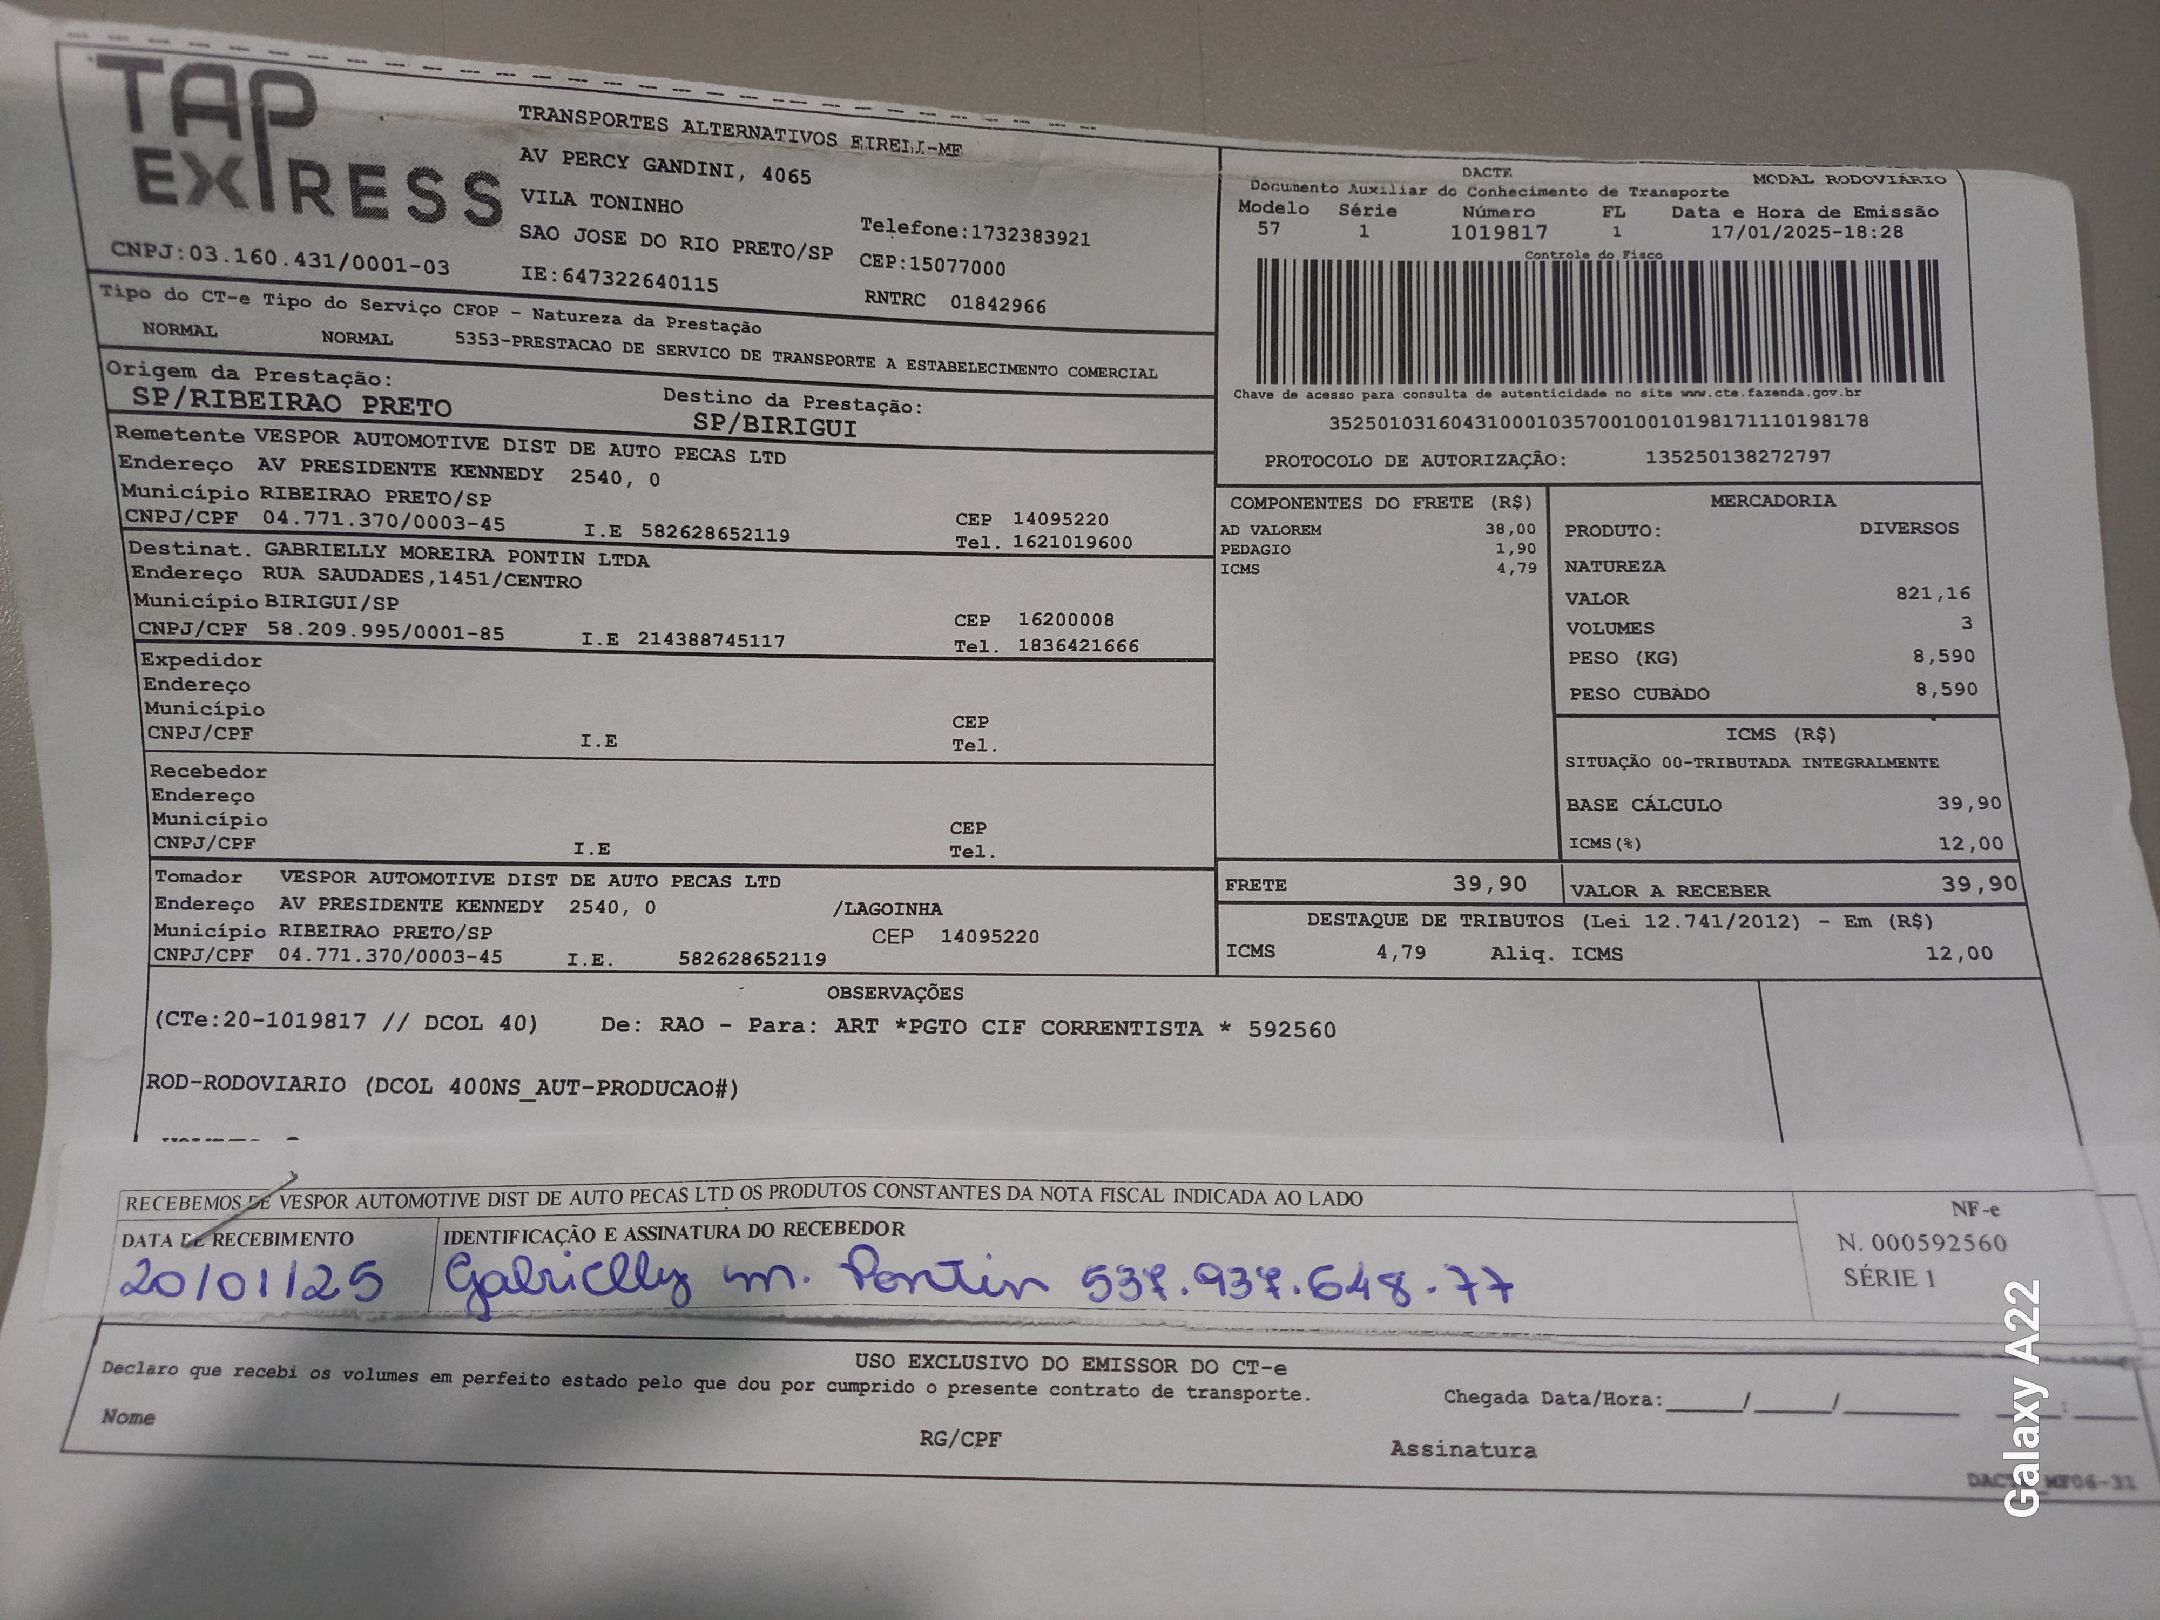 TAP
EXPRESS
CNPJ:03.160.431/0001-03
TRANSPORTES ALTERNATIVOS EIRELI-ME
AV PERCY GANDINI, 4065
VILA TONINHO
SAO JOSE DO RIO PRETO/SP
IE:647322640115
Telefone:1732383921
CEP:15077000
RNTRC 01842966
DACTE MODAL RODOVIÁRIO
Documento Auxiliar do Conhecimento de Transporte
Modelo Série Número FL Data e Hora de Emissão
57 1 1019817 1 17/01/2025-18:28
Controle do Fisco
Chave de acesso para consulta de autenticidade no site www.cte.fazenda.gov.br
35250103160431000103570010010198171110198178
PROTOCOLO DE AUTORIZAÇÃO: 135250138272797
Tipo do CT-e Tipo do Serviço CFOP - Natureza da Prestação
NORMAL NORMAL 5353-PRESTACAO DE SERVICO DE TRANSPORTE A ESTABELECIMENTO COMERCIAL
Origem da Prestação: Destino da Prestação:
SP/RIBEIRAO PRETO SP/BIRIGUI
Remetente VESPOR AUTOMOTIVE DIST DE AUTO PECAS LTD
Endereço AV PRESIDENTE KENNEDY 2540, 0
Município RIBEIRAO PRETO/SP CEP 14095220
CNPJ/CPF 04.771.370/0003-45 I.E 582628652119 Tel. 1621019600
Destinat. GABRIELLY MOREIRA PONTIN LTDA
Endereço RUA SAUDADES,1451/CENTRO
Município BIRIGUI/SP CEP 16200008
CNPJ/CPF 58.209.995/0001-85 I.E 214388745117 Tel. 1836421666
Expedidor
Endereço
Município CEP
CNPJ/CPF I.E Tel.
Recebedor
Endereço
Município CEP
CNPJ/CPF I.E Tel.
Tomador VESPOR AUTOMOTIVE DIST DE AUTO PECAS LTD
Endereço AV PRESIDENTE KENNEDY 2540, 0 /LAGOINHA
Município RIBEIRAO PRETO/SP CEP 14095220
CNPJ/CPF 04.771.370/0003-45 I.E. 582628652119
COMPONENTES DO FRETE (R$)
AD VALOREM 38,00
PEDAGIO 1,90
ICMS 4,79
MERCADORIA
PRODUTO: DIVERSOS
NATUREZA
VALOR 821,16
VOLUMES 3
PESO (KG) 8,590
PESO CUBADO 8,590
ICMS (R$)
SITUAÇÃO 00-TRIBUTADA INTEGRALMENTE
BASE CÁLCULO 39,90
ICMS(%) 12,00
FRETE 39,90 VALOR A RECEBER 39,90
DESTAQUE DE TRIBUTOS (Lei 12.741/2012) - Em (R$)
ICMS 4,79 Aliq. ICMS 12,00
OBSERVAÇÕES
(CTe:20-1019817 // DCOL 40) De: RAO - Para: ART *PGTO CIF CORRENTISTA * 592560
ROD-RODOVIARIO (DCOL 400NS_AUT-PRODUCAO#)
RECEBEMOS DE VESPOR AUTOMOTIVE DIST DE AUTO PECAS LTD OS PRODUTOS CONSTANTES DA NOTA FISCAL INDICADA AO LADO
DATA DE RECEBIMENTO IDENTIFICAÇÃO E ASSINATURA DO RECEBEDOR
20/01/25 Gabrielly m. Pontin 537.937.648.77
NF-e
N. 000592560
SÉRIE 1
USO EXCLUSIVO DO EMISSOR DO CT-e
Declaro que recebi os volumes em perfeito estado pelo que dou por cumprido o presente contrato de transporte.
Chegada Data/Hora:______/______/_________ _____:_____
Nome RG/CPF Assinatura
Galaxy A22